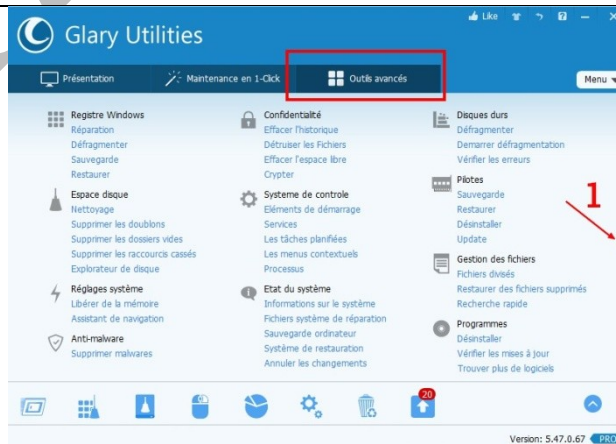 Like
Glary Utilities
Présentation
Maintenance en 1-Click
Outils avancés
Menu
Registre Windows
Réparation
Défragmenter
Sauvegarde
Restaurer
Espace disque
Nettoyage
Supprimer les doublons
Supprimer les dossiers vides
Supprimer les raccourcis cassés
Explorateur de disque
Réglages système
Libérer de la mémoire
Assistant de navigation
Anti-malware
Supprimer malwares
Confidentialité
Effacer l'historique
Détruiser les Fichiers
Effacer l'espace libre
Crypter
Systeme de controle
Eléments de démarrage
Services
Les tâches planifiées
Les menus contextuels
Processus
Etat du système
Informations sur le système
Fichiers système de réparation
Sauvegarde ordinateur
Système de restauration
Annuler les changements
Disques durs
Défragmenter
Demarrer défragmentation
Vérifier les erreurs
Pilotes
Sauvegarde
Restaurer
Désinstaller
Update
1
Gestion des fichiers
Fichiers divisés
Restaurer des fichiers supprimés
Recherche rapide
Programmes
Désinstaller
Vérifier les mises à jour
Trouver plus de logiciels
20
Version: 5.47.0.67
PRO